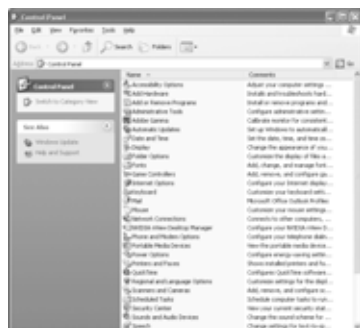 Control Panel
File Edit View Favorites Tools Help
Back Search Folders
Address Control Panel
Name Comments
Control Panel
Switch to Category View
See Also
Windows Update
Help and Support
Accessibility Options Adjust your computer settings ...
Add Hardware Installs and troubleshoots hard...
Add or Remove Programs Install or remove programs and ...
Administrative Tools Configure administrative settin...
Adobe Gamma Calibrate monitor for consistent...
Automatic Updates Set up Windows to automaticall...
Date and Time Set the date, time, and time zo...
Display Change the appearance of you...
Folder Options Customize the display of files a...
Fonts Add, change, and manage font...
Game Controllers Add, remove, and configure ga...
Internet Options Configure your Internet display...
Keyboard Customize your keyboard setti...
Mail Microsoft Office Outlook Profiles
Mouse Customize your mouse settings...
Network Connections Connects to other computers, ...
NVIDIA nView Desktop Manager Configure your NVIDIA nView D...
Phone and Modem Options Configure your telephone dialin...
Portable Media Devices View the portable media device...
Power Options Configure energy-saving settin...
Printers and Faxes Shows installed printers and fa...
QuickTime Configures QuickTime software...
Regional and Language Options Customize settings for the displ...
Scanners and Cameras Add, remove, and configure sc...
Scheduled Tasks Schedule computer tasks to run...
Security Center View your current security stat...
Sounds and Audio Devices Change the sound scheme for ...
Speech Change settings for text-to-sp...